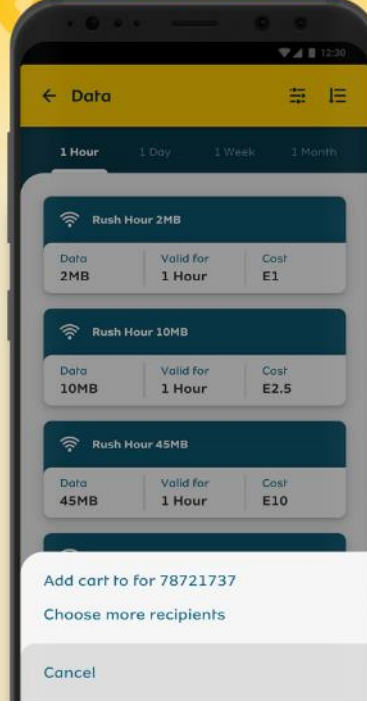 12:30
Data
1 Hour 1 Day 1 Week 1 Month
Rush Hour 2MB
Data Valid for Cost
2MB 1 Hour E1
Rush Hour 10MB
Data Valid for Cost
10MB 1 Hour E2.5
Rush Hour 45MB
Data Valid for Cost
45MB 1 Hour E10
Add cart to for 78721737
Choose more recipients
Cancel